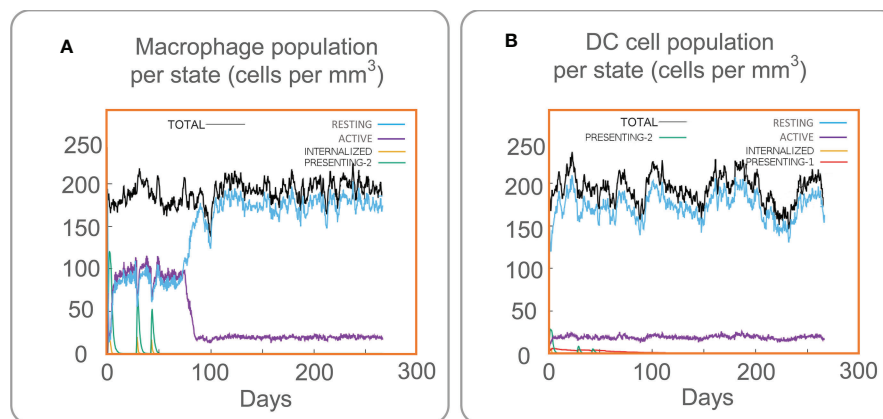 A
Macrophage population
per state (cells per mm³)
TOTAL
RESTING
ACTIVE
INTERNALIZED
PRESENTING-2
250
200
150
100
50
0
0
100
200
300
Days
B
DC cell population
per state (cells per mm³)
TOTAL
PRESENTING-2
RESTING
ACTIVE
INTERNALIZED
PRESENTING-1
250
200
150
100
50
0
0
100
200
300
Days